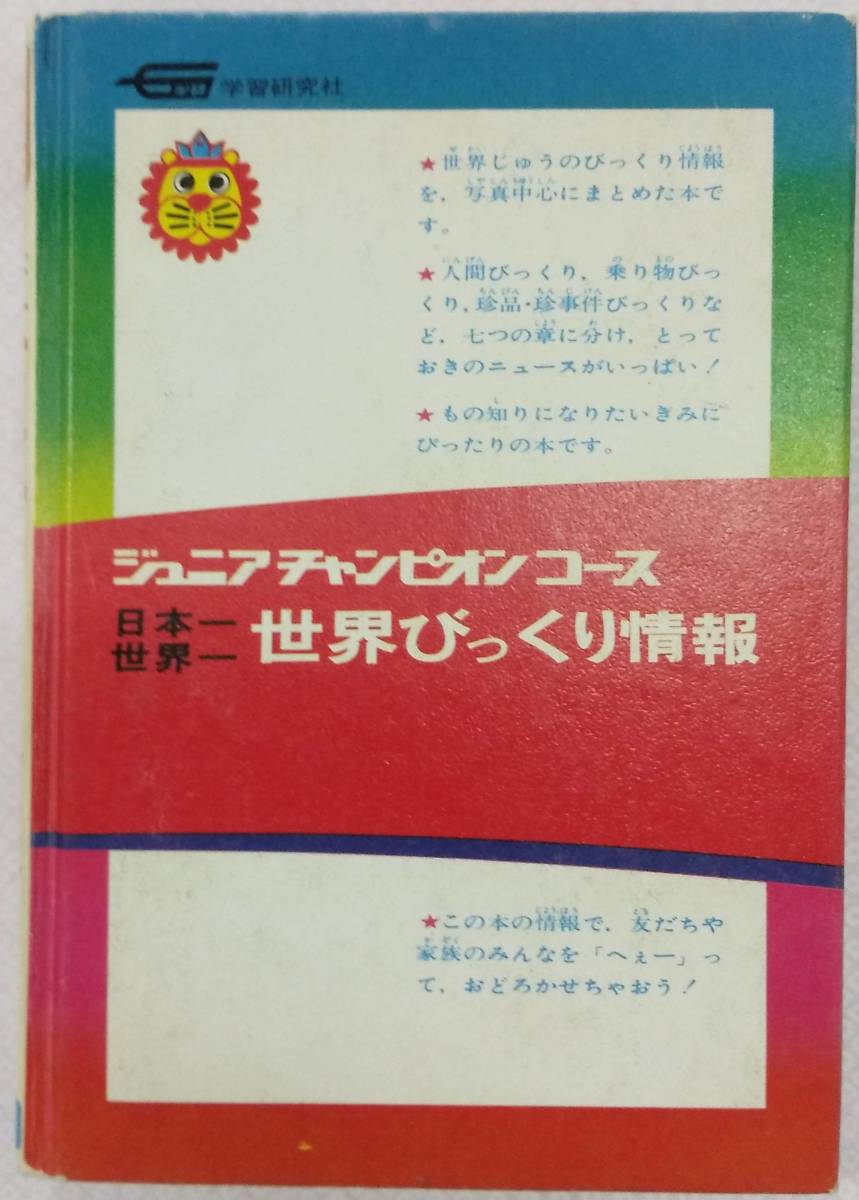 学習研究社
★世界じゅうのびっくり情報
を、写真中心にまとめた本で
す。
★人間びっくり、乗り物びっ
くり、珍品・珍事件びっくりな
ど、七つの章に分け、とって
おきのニュースがいっぱい！
★もの知りになりたいきみに
ぴったりの本です。
ジュニアチャンピオンコース
日本一
世界一
世界びっくり情報
★この本の情報で、友だちや
家族のみんなを「へぇー」っ
て、おどろかせちゃおう！